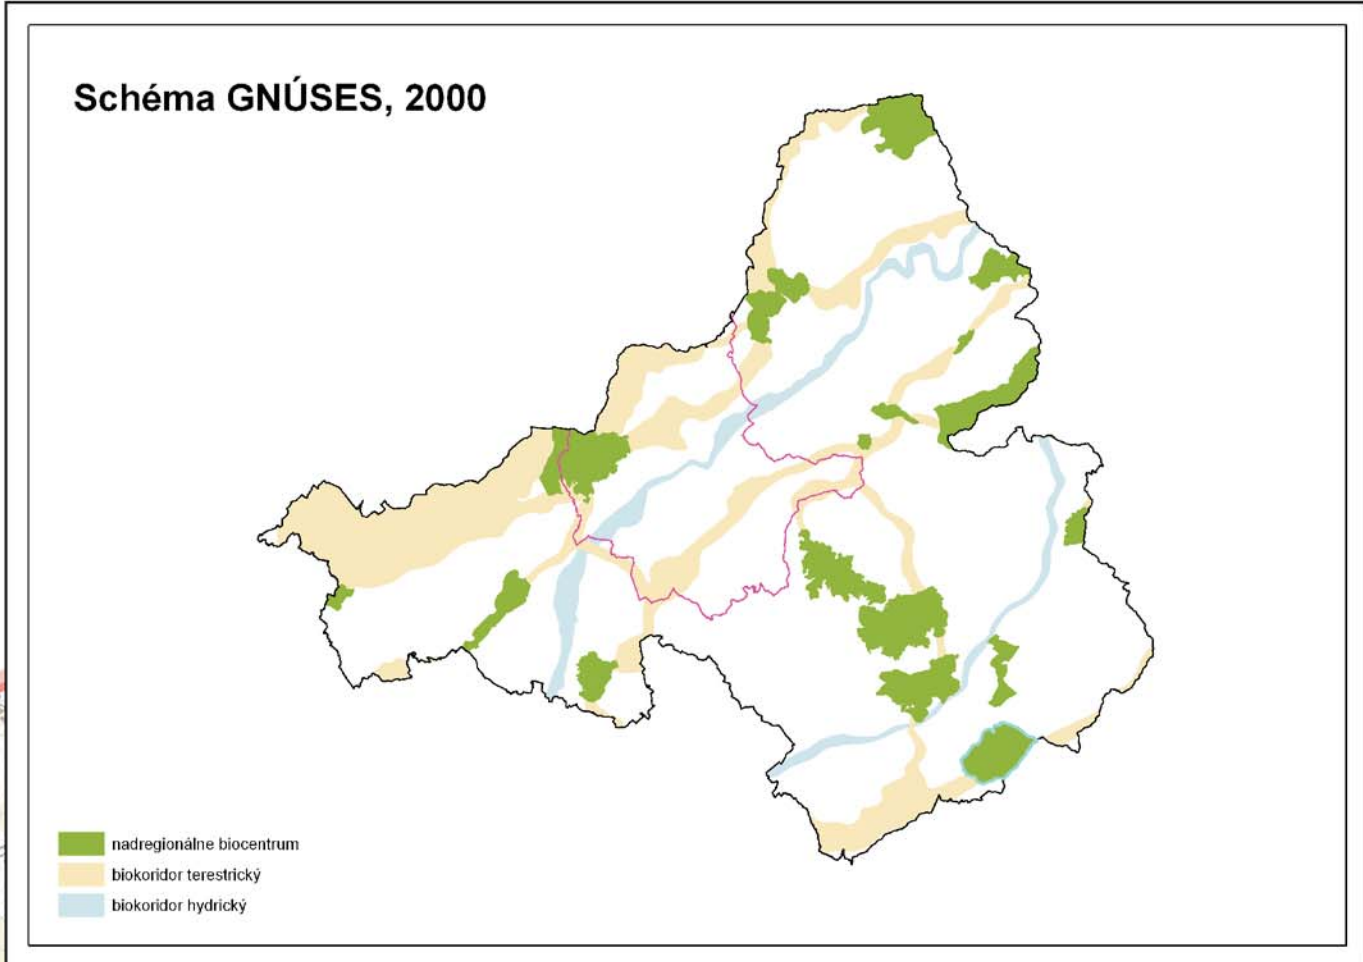 Schéma GNÚSES, 2000
nadregionálne biocentrum
biokoridor terestrický
biokoridor hydrický